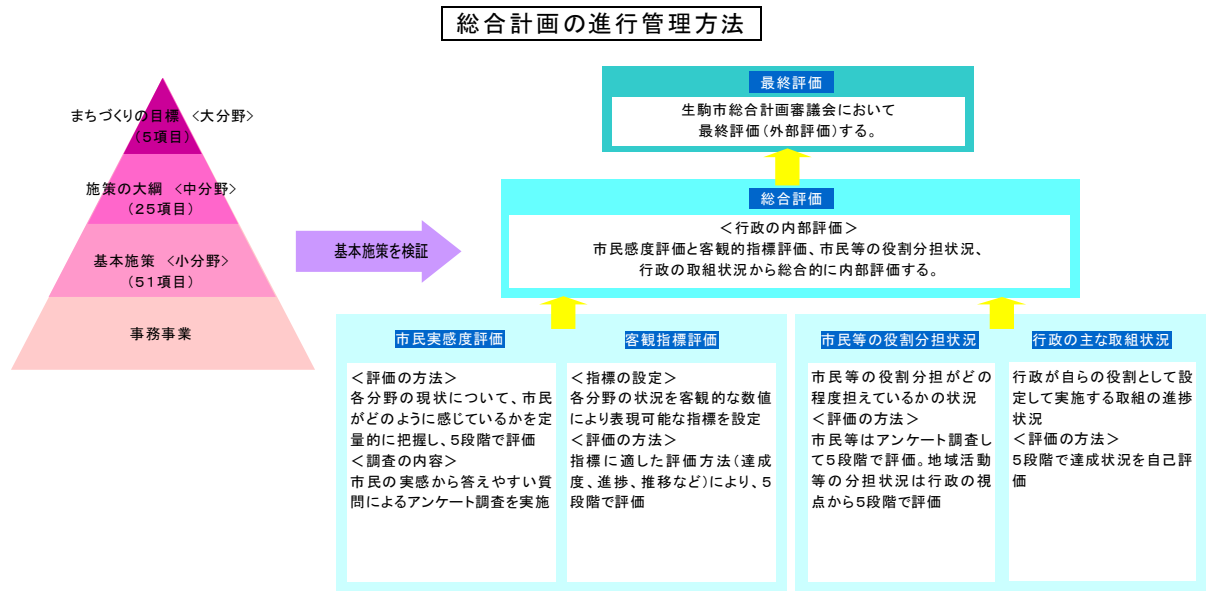 総合計画の進行管理方法
まちづくりの目標 <大分野>
(5項目)
施策の大綱 <中分野>
(25項目)
基本施策 <小分野>
(51項目)
事務事業
基本施策を検証
最終評価
生駒市総合計画審議会において
最終評価(外部評価)する。
総合評価
<行政の内部評価>
市民感度評価と客観的指標評価、市民等の役割分担状況、
行政の取組状況から総合的に内部評価する。
市民実感度評価
<評価の方法>
各分野の現状について、市民
がどのように感じているかを定
量的に把握し、5段階で評価
<調査の内容>
市民の実感から答えやすい質
問によるアンケート調査を実施
客観指標評価
<指標の設定>
各分野の状況を客観的な数値
により表現可能な指標を設定
<評価の方法>
指標に適した評価方法(達成
度、進捗、推移など)により、5
段階で評価
市民等の役割分担状況
市民等の役割分担がどの
程度担えているかの状況
<評価の方法>
市民等はアンケート調査し
て5段階で評価。地域活動
等の分担状況は行政の視
点から5段階で評価
行政の主な取組状況
行政が自らの役割として設
定して実施する取組の進捗
状況
<評価の方法>
5段階で達成状況を自己評
価